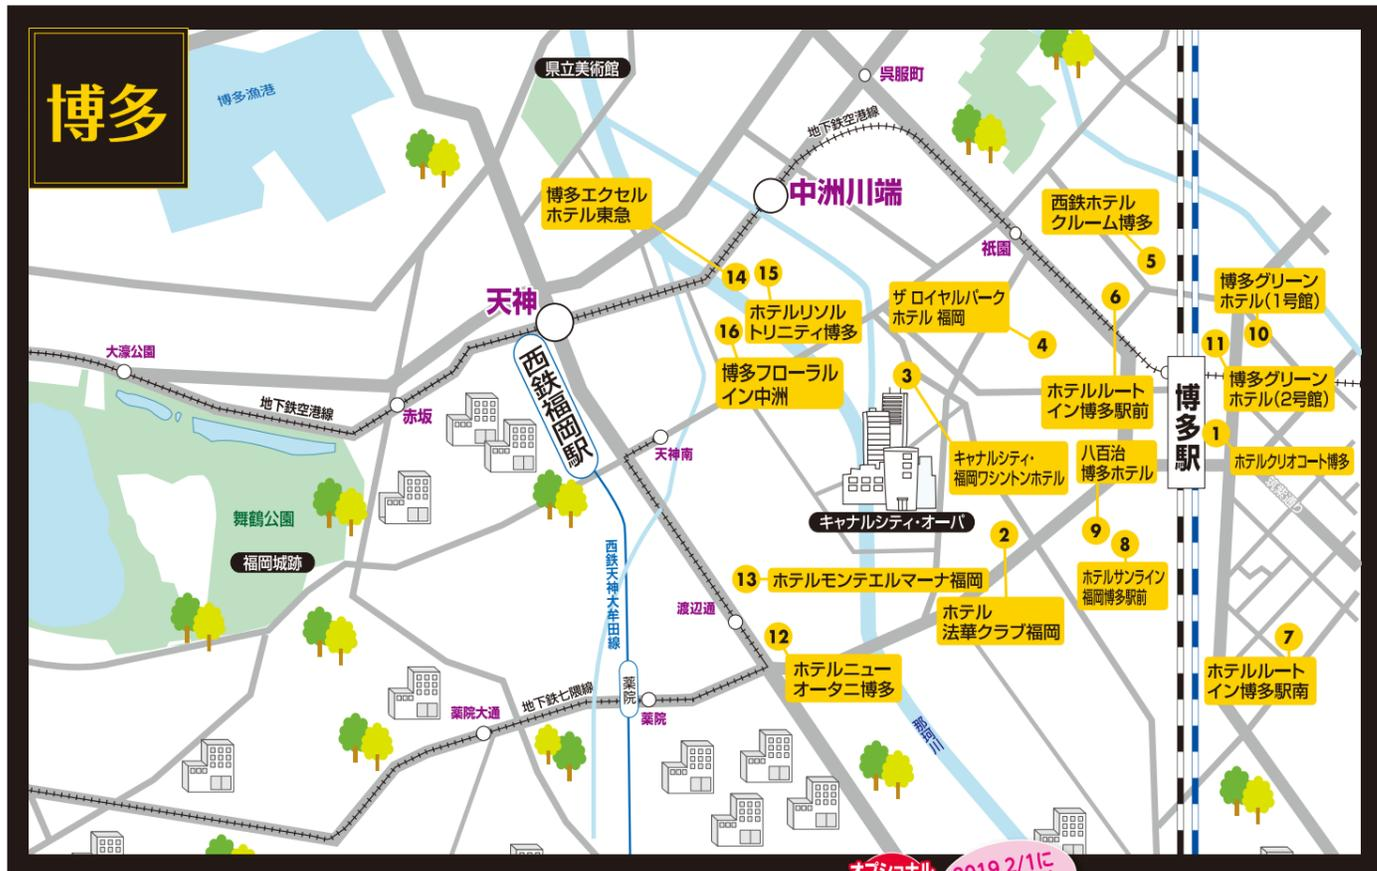 博多
博多漁港
県立美術館
呉服町
地下鉄空港線
中洲川端
博多エクセル
ホテル東急
西鉄ホテル
クルーム博多
祇園
5
14
15
天神
ホテルリソル
トリニティ博多
ザ ロイヤルパーク
ホテル 福岡
6
博多グリーン
ホテル(1号館)
10
16
4
11
大濠公園
博多フローラル
イン中洲
3
ホテルルート
イン博多駅前
博多グリーン
ホテル(2号館)
地下鉄空港線
赤坂
西鉄福岡駅
博多駅
1
天神南
キャナルシティ・
福岡ワシントンホテル
八百治
博多ホテル
ホテルクリオコート博多
筑紫通り
舞鶴公園
キャナルシティ・オーパ
2
9
8
福岡城跡
西鉄天神大牟田線
13
ホテルモンテエルマーナ福岡
ホテルサンライン
福岡博多駅前
渡辺通
ホテル
法華クラブ福岡
12
7
ホテルニュー
オータニ博多
ホテルルート
イン博多駅南
地下鉄七隈線
薬院
薬院
薬院大通
那珂川
オプショナル
2019.2/1に